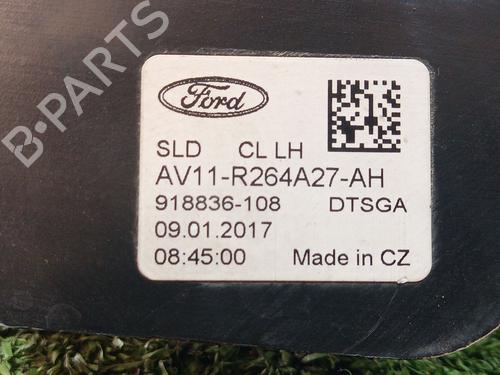 B-PARTS
Ford
SLD CL LH
AV11-R264A27-AH
918836-108 DTSGA
09.01.2017
08:45:00 Made in CZ